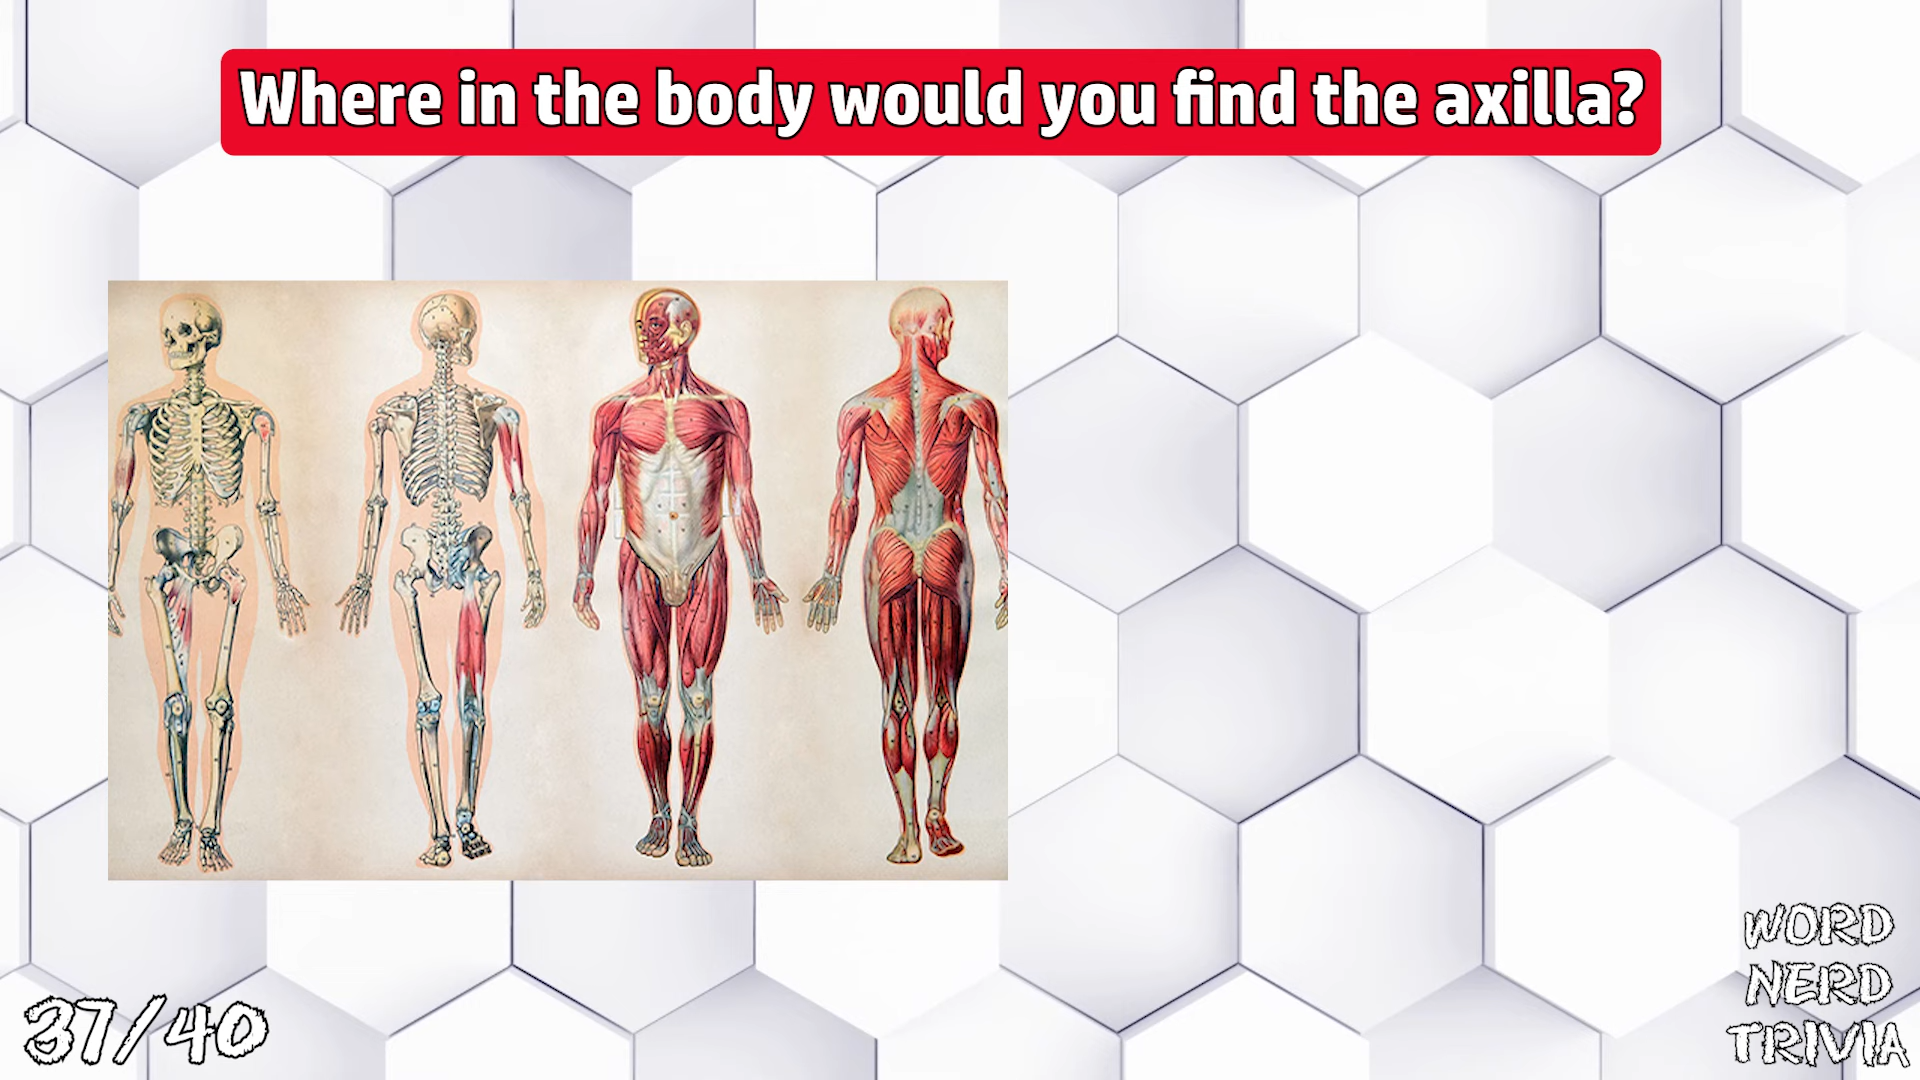 Where in the body would you find the axilla?
37/40
WORD
NERD
TRIVIA